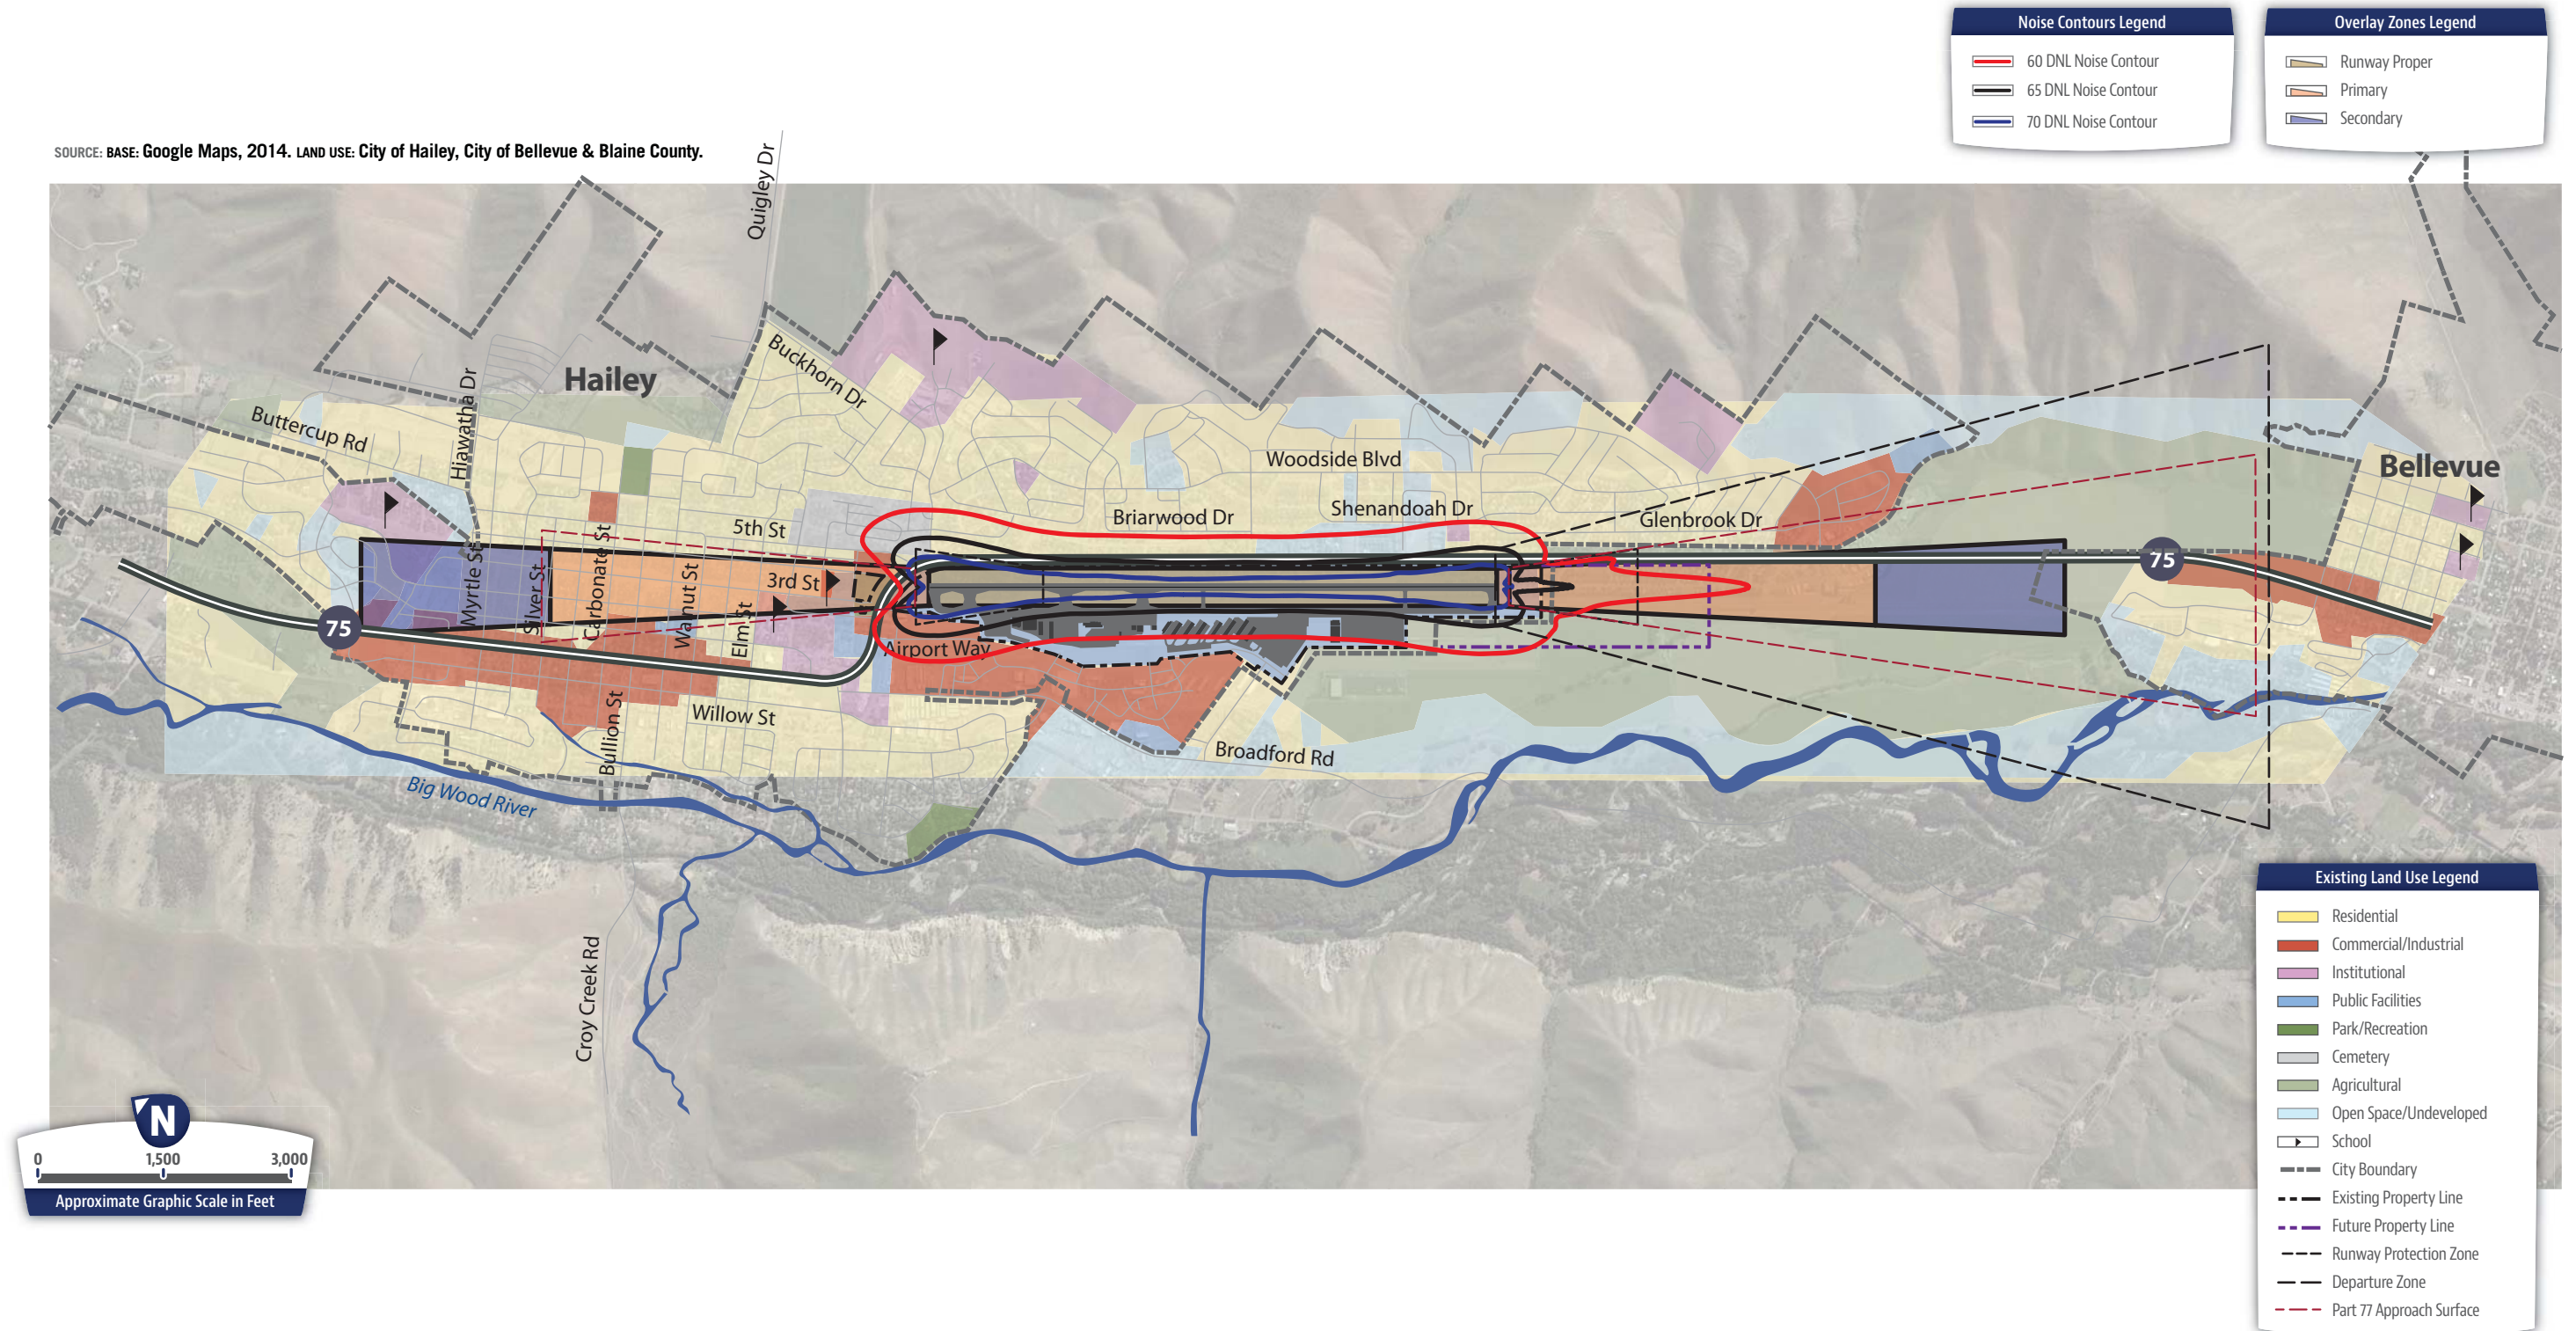 Noise Contours Legend
60 DNL Noise Contour
65 DNL Noise Contour
70 DNL Noise Contour
Overlay Zones Legend
Runway Proper
Primary
Secondary
SOURCE: BASE: Google Maps, 2014. LAND USE: City of Hailey, City of Bellevue & Blaine County.
Quigley Dr
Buckhorn Dr
Hailey
Hiawatha Dr
Buttercup Rd
Woodside Blvd
Bellevue
Shenandoah Dr
Briarwood Dr
Glenbrook Dr
5th St
3rd St
Myrtle St
Silver St
Carbonate St
Walnut St
Elm St
75
75
Airport Way
Willow St
Bullion St
Broadford Rd
Big Wood River
Croy Creek Rd
N
0 1,500 3,000
Approximate Graphic Scale in Feet
Existing Land Use Legend
Residential
Commercial/Industrial
Institutional
Public Facilities
Park/Recreation
Cemetery
Agricultural
Open Space/Undeveloped
School
City Boundary
Existing Property Line
Future Property Line
Runway Protection Zone
Departure Zone
Part 77 Approach Surface